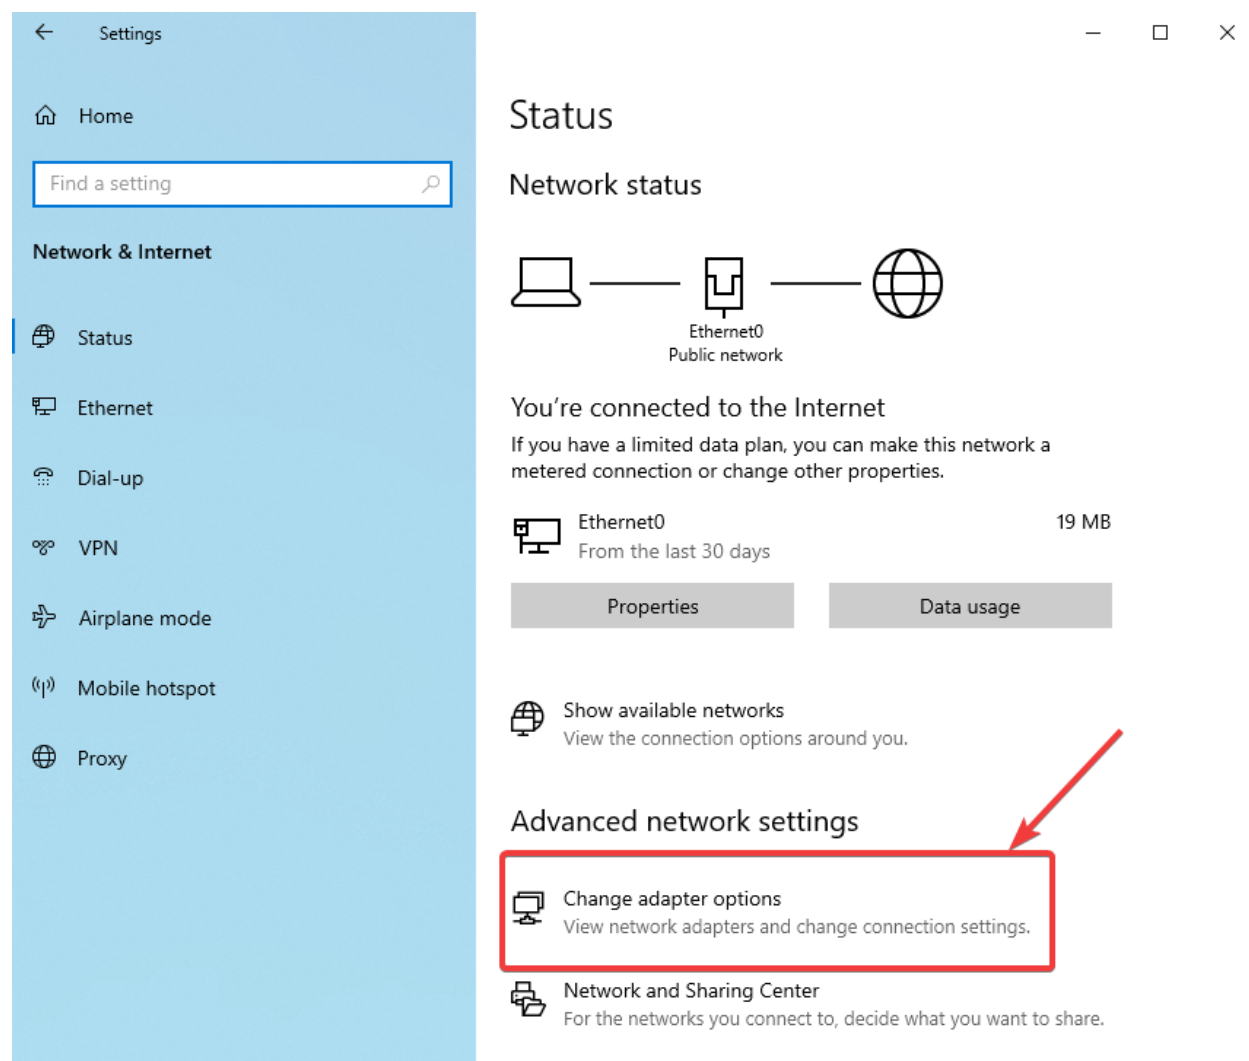 Settings
Home
Find a setting
Network & Internet
Status
Ethernet
Dial-up
VPN
Airplane mode
Mobile hotspot
Proxy
Status
Network status
Ethernet0
Public network
You're connected to the Internet
If you have a limited data plan, you can make this network a
metered connection or change other properties.
Ethernet0
19 MB
From the last 30 days
Properties
Data usage
Show available networks
View the connection options around you.
Advanced network settings
Change adapter options
View network adapters and change connection settings.
Network and Sharing Center
For the networks you connect to, decide what you want to share.